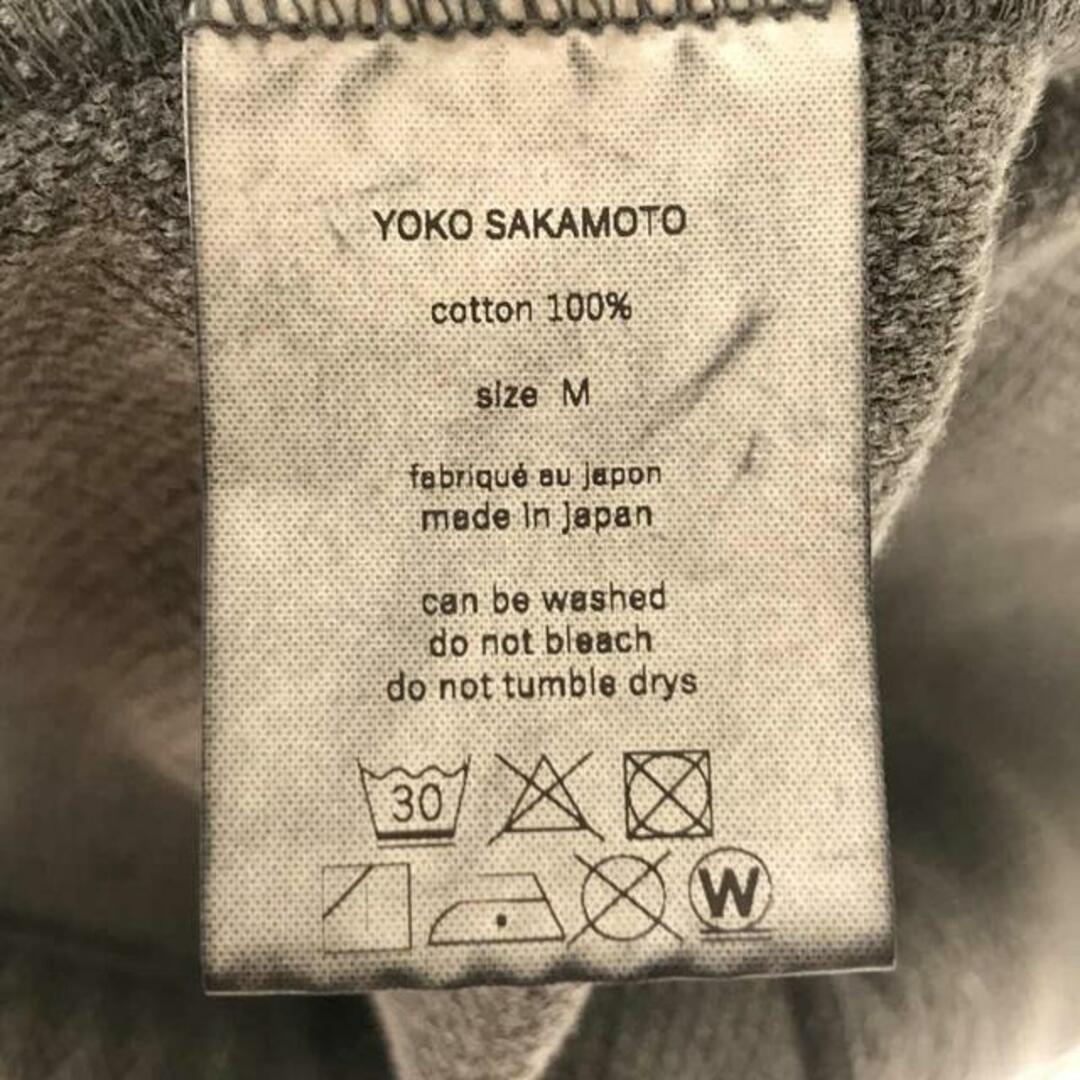 YOKO SAKAMOTO
cotton 100%
size M
fabriqué au japon
made in japan
can be washed
do not bleach
do not tumble drys
30
W